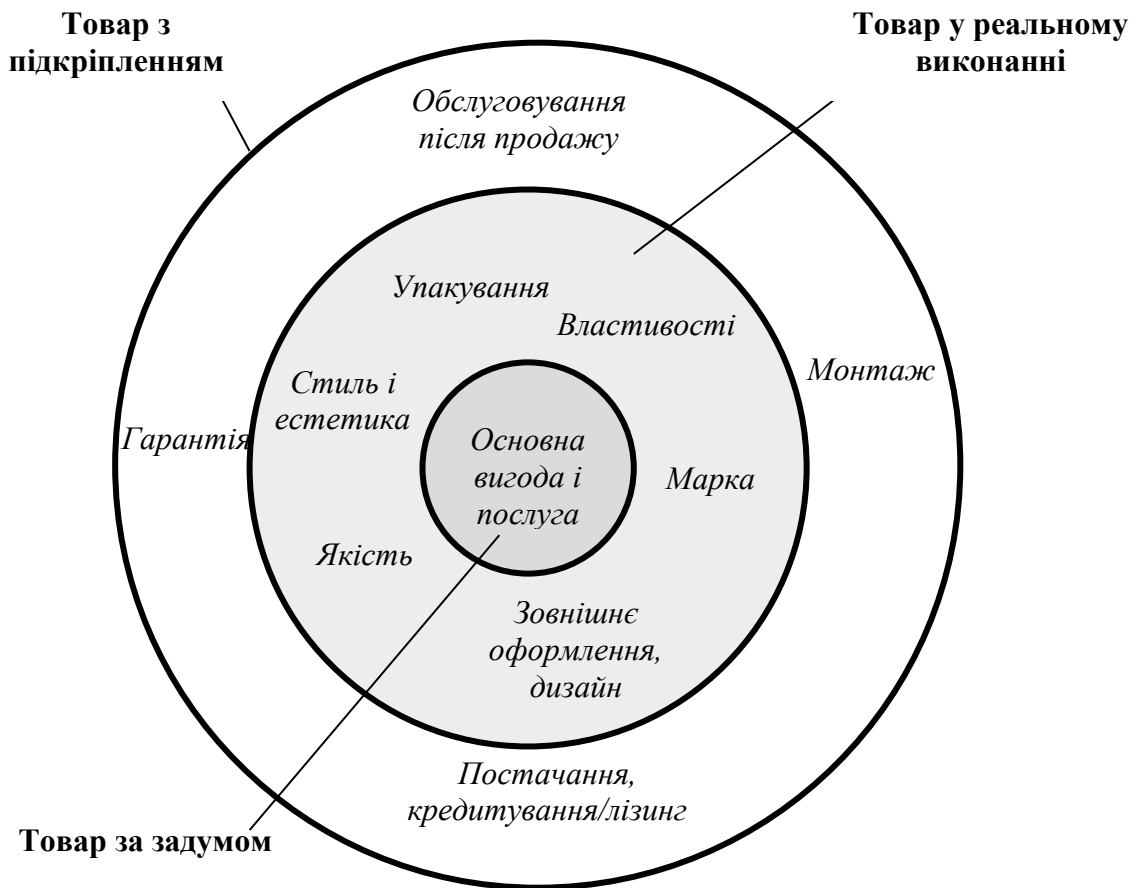 Товар з
підкріпленням
Товар у реальному
виконанні
Обслуговування
після продажу
Упакування
Властивості
Монтаж
Стиль і
естетика
Гарантія
Основна
вигода і
послуга
Марка
Якість
Зовнішнє
оформлення,
дизайн
Постачання,
кредитування/лізинг
Товар за задумом